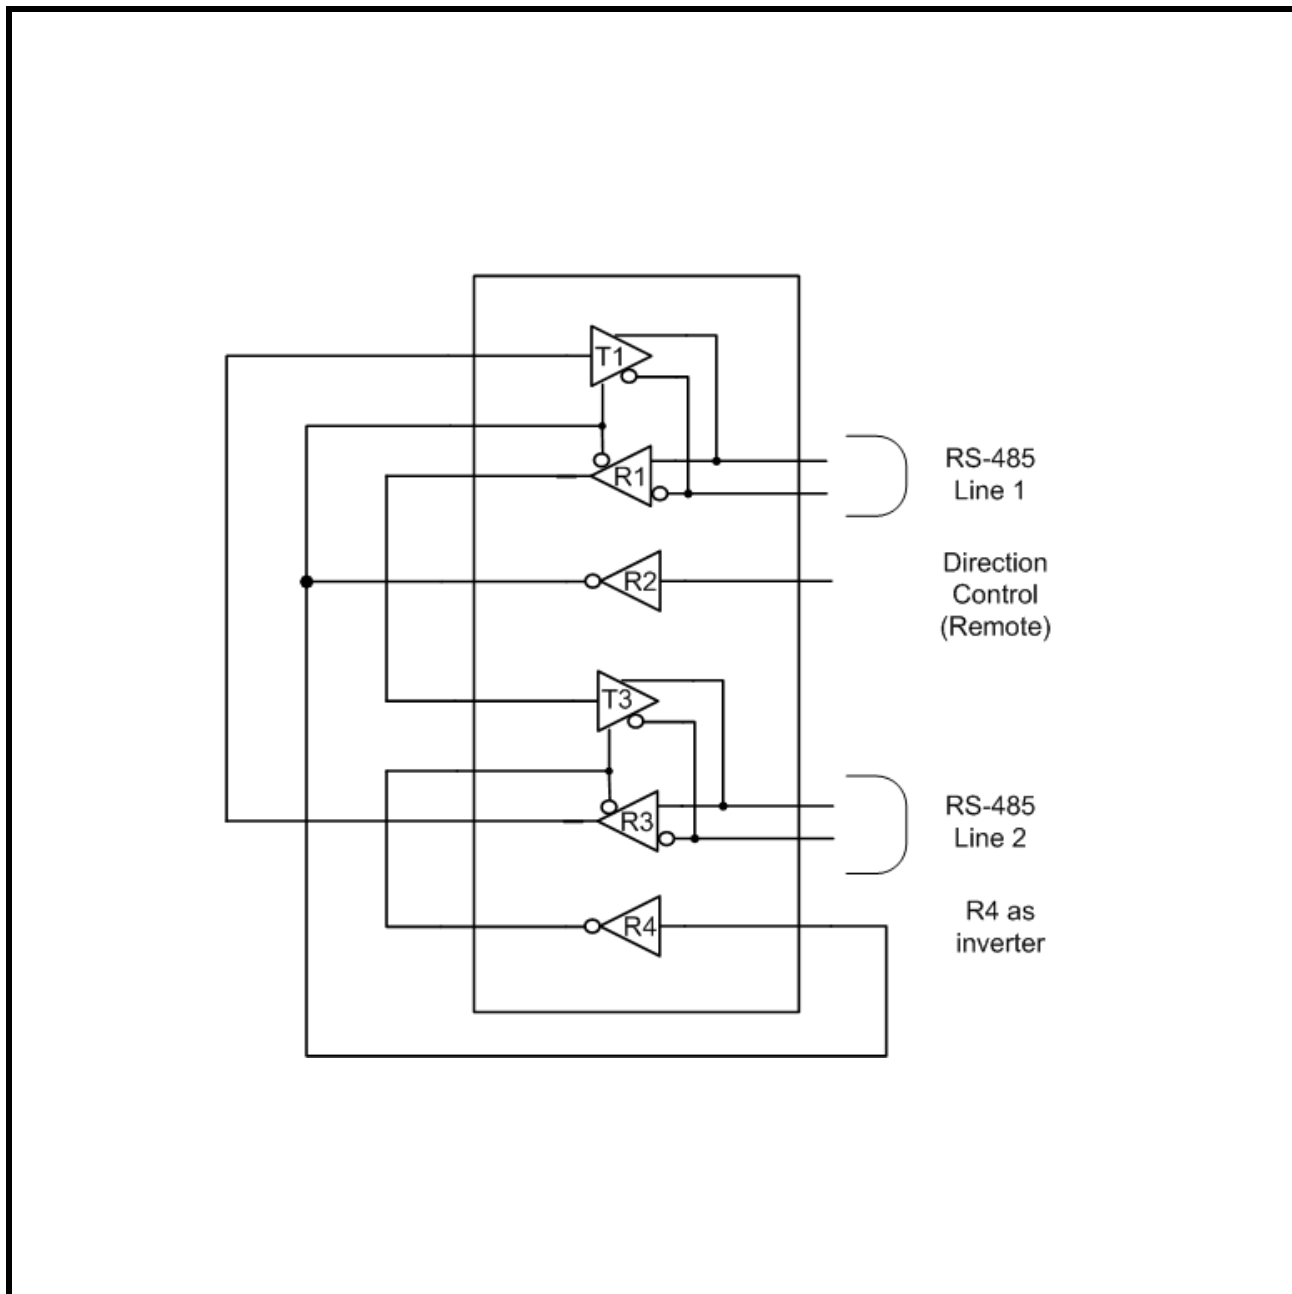 T1
R1
RS-485
Line 1
R2
Direction
Control
(Remote)
T3
R3
RS-485
Line 2
R4
R4 as
inverter